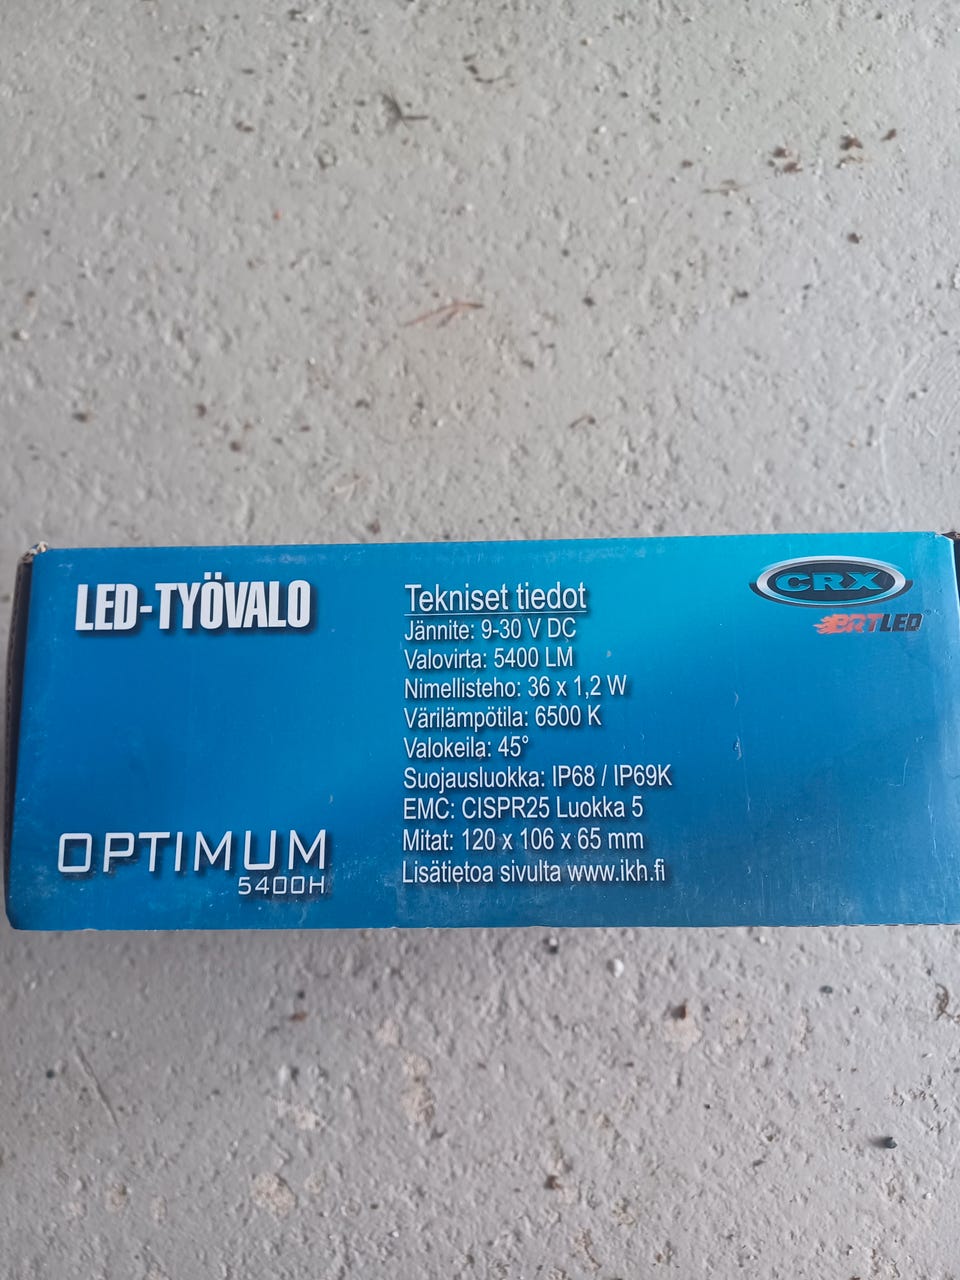 LED-TYÖVALO
OPTIMUM
5400H
Tekniset tiedot
Jännite: 9-30 V DC
Valovirta: 5400 LM
Nimellisteho: 36 x 1,2 W
Värilämpötila: 6500 K
Valokeila: 45°
Suojausluokka: IP68 / IP69K
EMC: CISPR25 Luokka 5
Mitat: 120 x 106 x 65 mm
Lisätietoa sivulta www.ikh.fi
CRX
BRTLED®